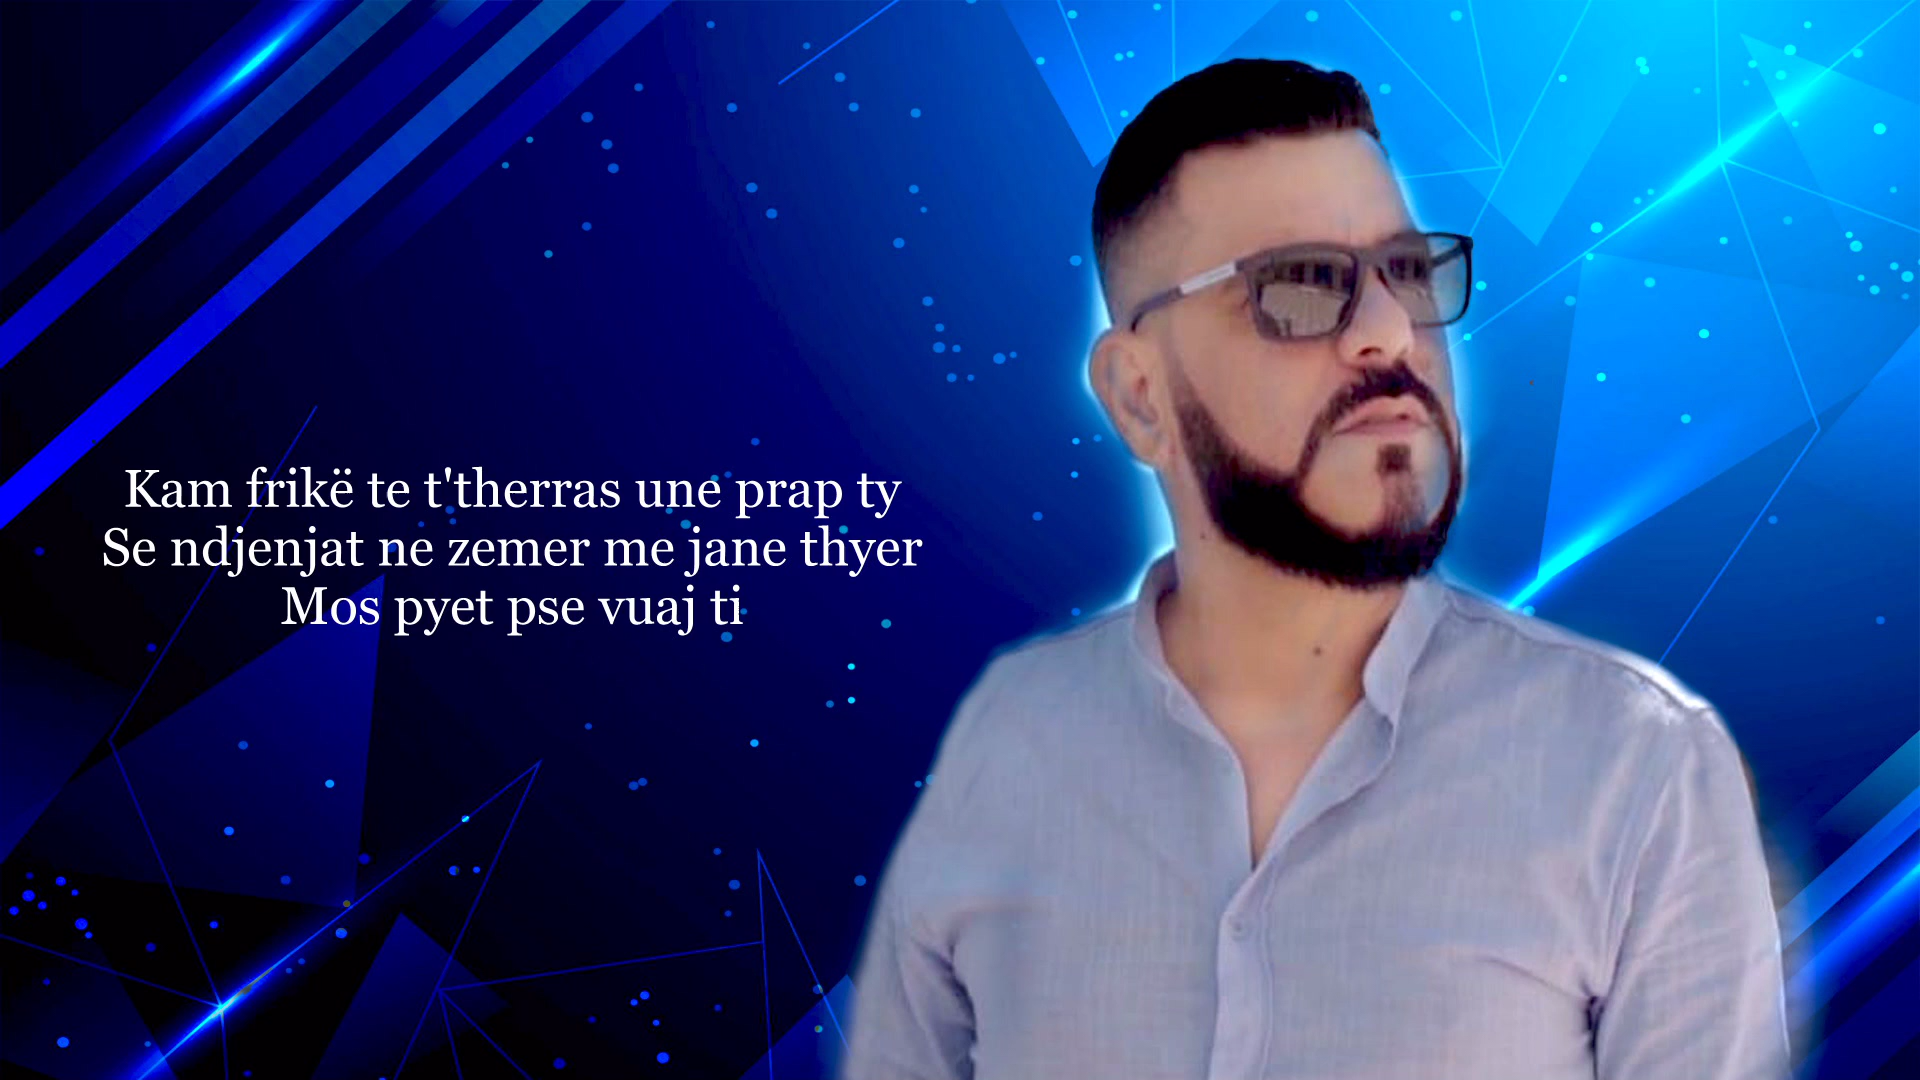 Kam frikë te t'therras une prap ty
Se ndjenjat ne zemer me jane thyer
Mos pyet pse vuaj ti